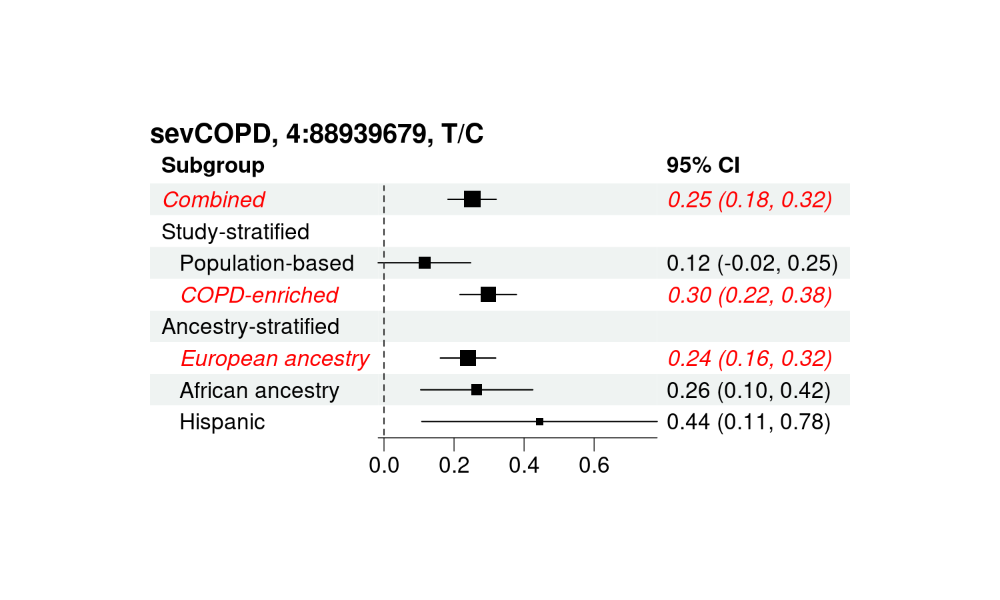 sevCOPD, 4:88939679, T/C
Subgroup 95% CI
Combined 0.25 (0.18, 0.32)
Study-stratified
Population-based 0.12 (-0.02, 0.25)
COPD-enriched 0.30 (0.22, 0.38)
Ancestry-stratified
European ancestry 0.24 (0.16, 0.32)
African ancestry 0.26 (0.10, 0.42)
Hispanic 0.44 (0.11, 0.78)
0.0 0.2 0.4 0.6